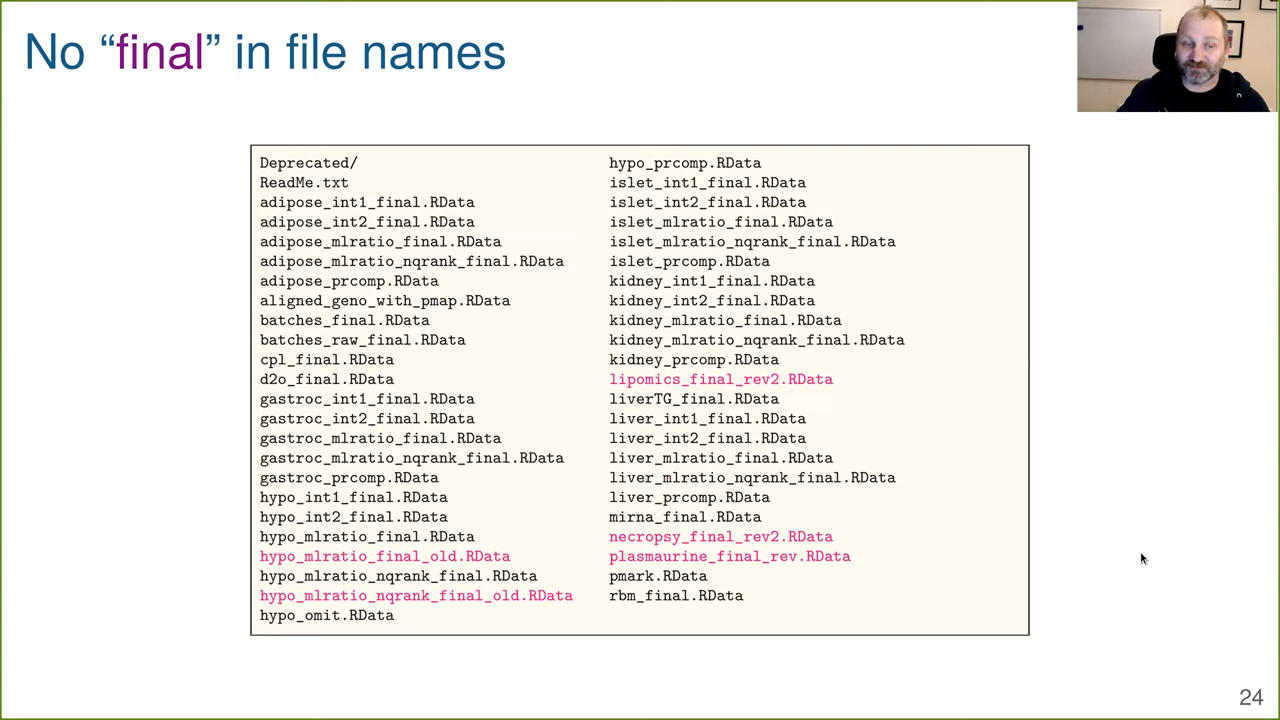 No “final” in file names
Deprecated/
ReadMe.txt
adipose_int1_final.RData
adipose_int2_final.RData
adipose_mlratio_final.RData
adipose_mlratio_nqrank_final.RData
adipose_prcomp.RData
aligned_geno_with_pmap.RData
batches_final.RData
batches_raw_final.RData
cpl_final.RData
d2o_final.RData
gastroc_int1_final.RData
gastroc_int2_final.RData
gastroc_mlratio_final.RData
gastroc_mlratio_nqrank_final.RData
gastroc_prcomp.RData
hypo_int1_final.RData
hypo_int2_final.RData
hypo_mlratio_final.RData
hypo_mlratio_final_old.RData
hypo_mlratio_nqrank_final.RData
hypo_mlratio_nqrank_final_old.RData
hypo_omit.RData
hypo_prcomp.RData
islet_int1_final.RData
islet_int2_final.RData
islet_mlratio_final.RData
islet_mlratio_nqrank_final.RData
islet_prcomp.RData
kidney_int1_final.RData
kidney_int2_final.RData
kidney_mlratio_final.RData
kidney_mlratio_nqrank_final.RData
kidney_prcomp.RData
lipomics_final_rev2.RData
liverTG_final.RData
liver_int1_final.RData
liver_int2_final.RData
liver_mlratio_final.RData
liver_mlratio_nqrank_final.RData
liver_prcomp.RData
mirna_final.RData
necropsy_final_rev2.RData
plasmaurine_final_rev.RData
pmark.RData
rbm_final.RData
24